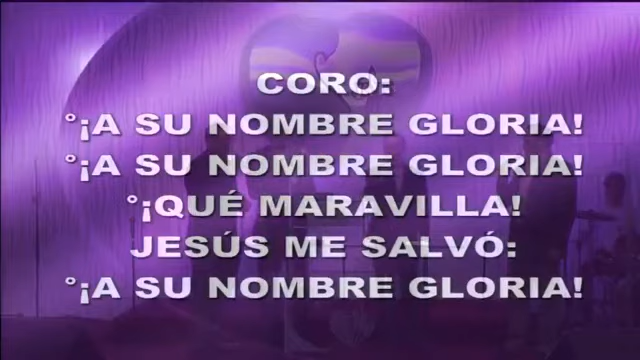 CORO:
°¡A SU NOMBRE GLORIA!
°¡A SU NOMBRE GLORIA!
°¡QUÉ MARAVILLA!
JESÚS ME SALVÓ:
°¡A SU NOMBRE GLORIA!